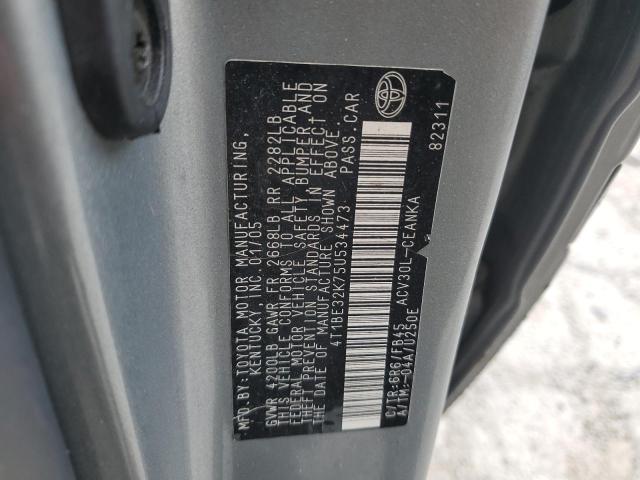 MFD. BY: TOYOTA MOTOR MANUFACTURING,
KENTUCKY, INC. 01/05
GVWR 4200LB GAWR FR 2668LB RR 2282LB
THIS VEHICLE CONFORMS TO ALL APPLICABLE
FEDERAL MOTOR VEHICLE SAFETY, BUMPER, AND
THEFT PREVENTION STANDARDS IN EFFECT ON
THE DATE OF MANUFACTURE SHOWN ABOVE.
4T1BE32K75U534473 PASS. CAR
C/TR:6R6/FB45 ACV30L-CEANKA
A/TM:-04A/U250E
82311